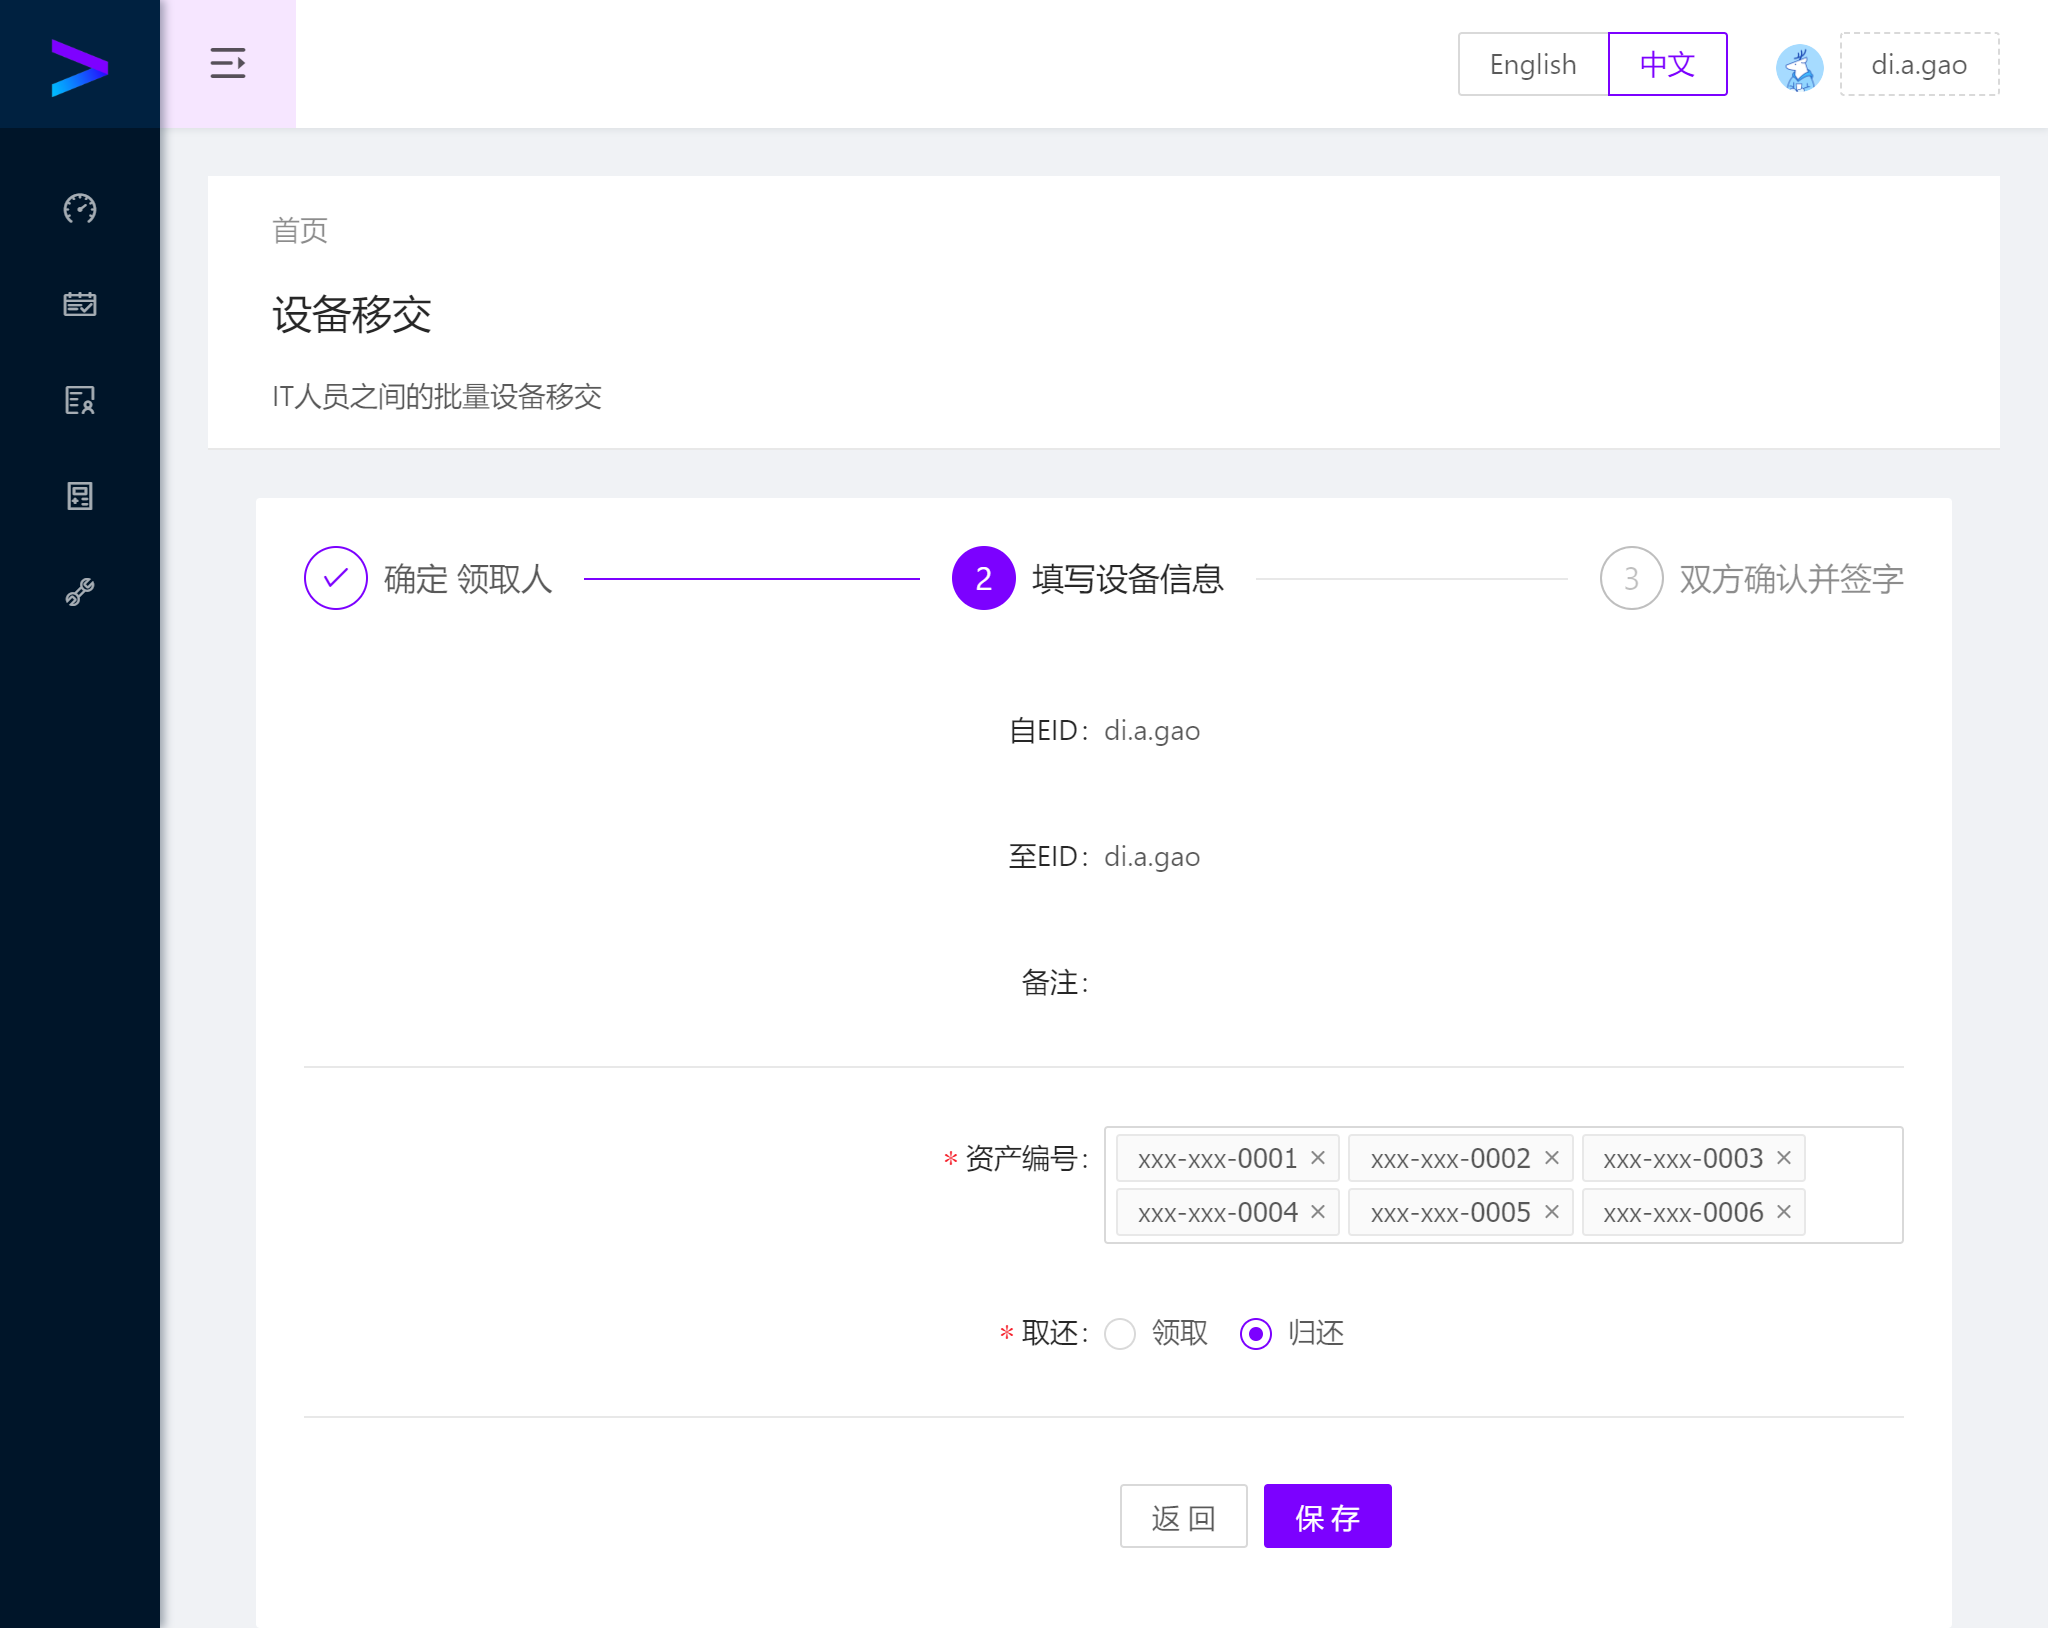 English 中文 di.a.gao
首页
设备移交
IT人员之间的批量设备移交
确定 领取人 2 填写设备信息 3 双方确认并签字
自EID: di.a.gao
至EID: di.a.gao
备注:
* 资产编号: xxx-xxx-0001 × xxx-xxx-0002 × xxx-xxx-0003 ×
xxx-xxx-0004 × xxx-xxx-0005 × xxx-xxx-0006 ×
* 取还: 领取 归还
返 回 保 存